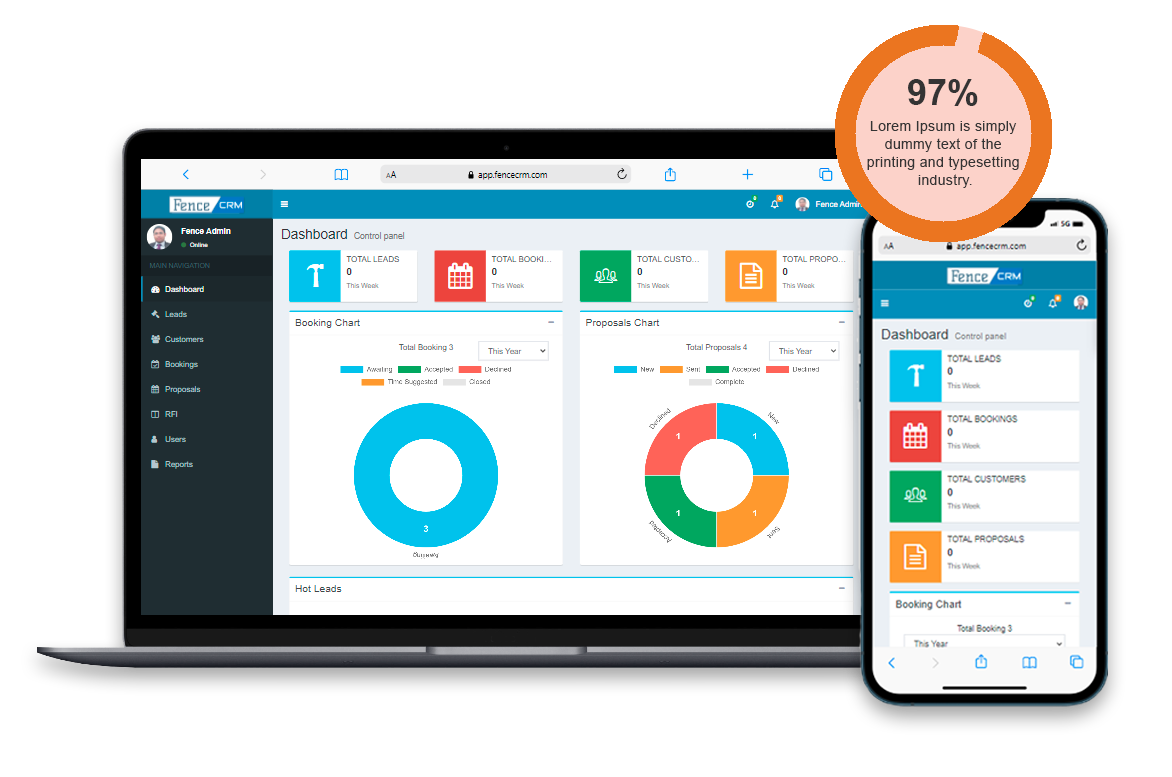 97%
Lorem Ipsum is simply
dummy text of the
printing and typesetting
industry.
AA
app.fencecrm.com
Fence CRM
Fence Admin
Fence Admin
Online
MAIN NAVIGATION
Dashboard
Leads
Customers
Bookings
Proposals
RFI
Users
Reports
Dashboard Control panel
TOTAL LEADS
0
This Week
TOTAL BOOKI...
0
This Week
TOTAL CUSTO...
0
This Week
TOTAL PROPO...
0
This Week
Booking Chart
Total Booking 3
This Year
Awaiting Accepted Declined
Time Suggested Closed
3
Proposals Chart
Total Proposals 4
This Year
New Sent Accepted Declined
Complete
Declined
New
1
1
1
1
Accepted
Sent
Hot Leads
5G
AA
app.fencecrm.com
Fence CRM
Dashboard Control panel
TOTAL LEADS
0
This Week
TOTAL BOOKINGS
0
This Week
TOTAL CUSTOMERS
0
This Week
TOTAL PROPOSALS
0
This Week
Booking Chart
Total Booking 3
This Year